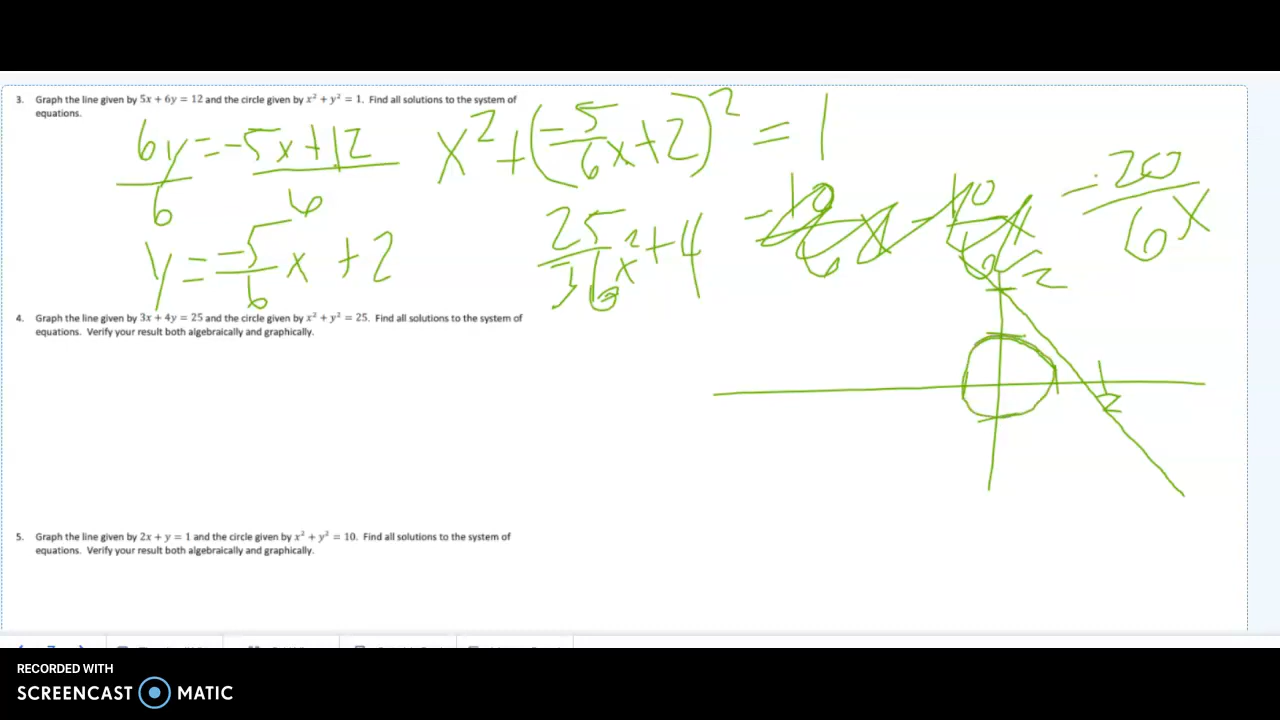 3. Graph the line given by 5x + 6y = 12 and the circle given by x² + y² = 1. Find all solutions to the system of
equations.
6y = -5x + 12
6 6
y = -5/6 x + 2
x² + (-5/6 x + 2)² = 1
25/36 x² + 4 - 20/6 x
2
2
4. Graph the line given by 3x + 4y = 25 and the circle given by x² + y² = 25. Find all solutions to the system of
equations. Verify your result both algebraically and graphically.
5. Graph the line given by 2x + y = 1 and the circle given by x² + y² = 10. Find all solutions to the system of
equations. Verify your result both algebraically and graphically.
RECORDED WITH
SCREENCAST MATIC